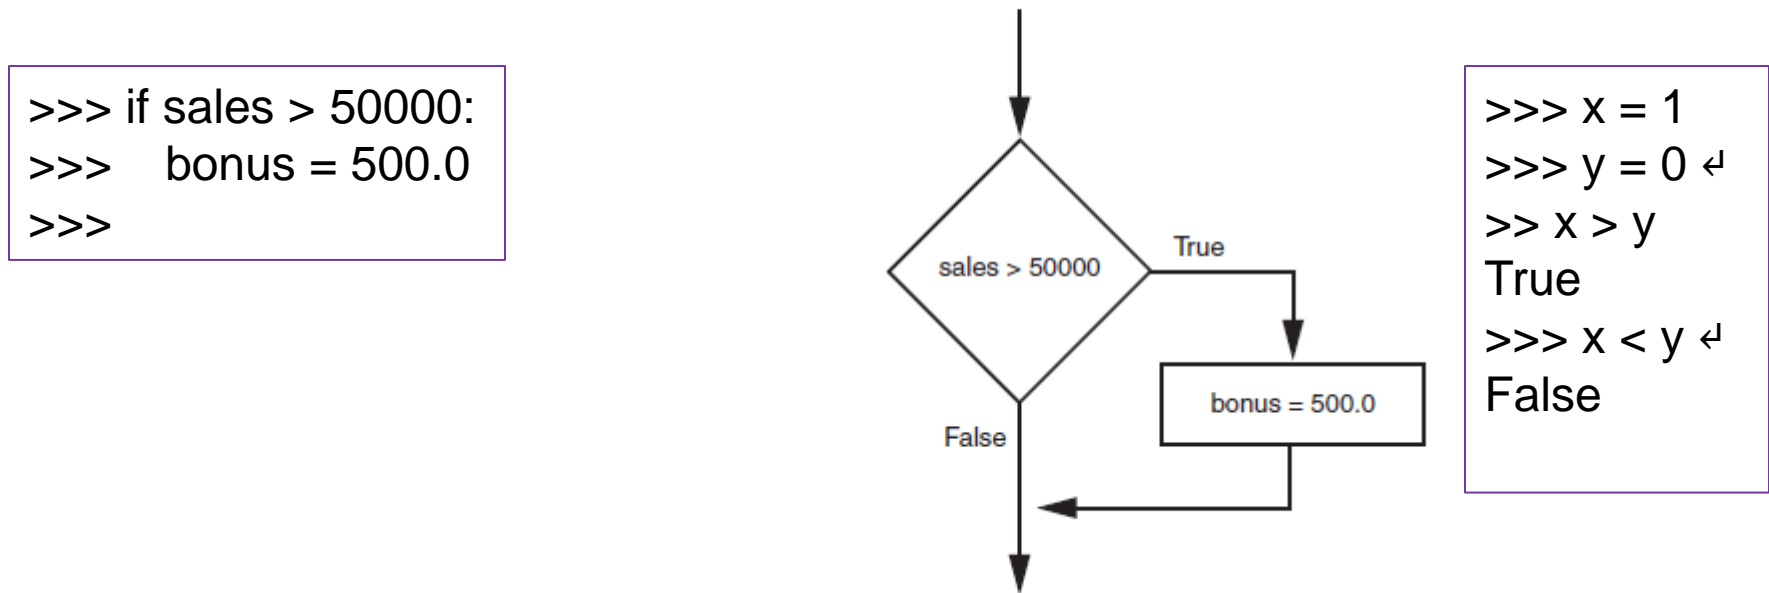 >>> if sales > 50000:
>>>    bonus = 500.0
>>>
sales > 50000
True
bonus = 500.0
False
>>> x = 1
>>> y = 0 ↲
>> x > y
True
>>> x < y ↲
False